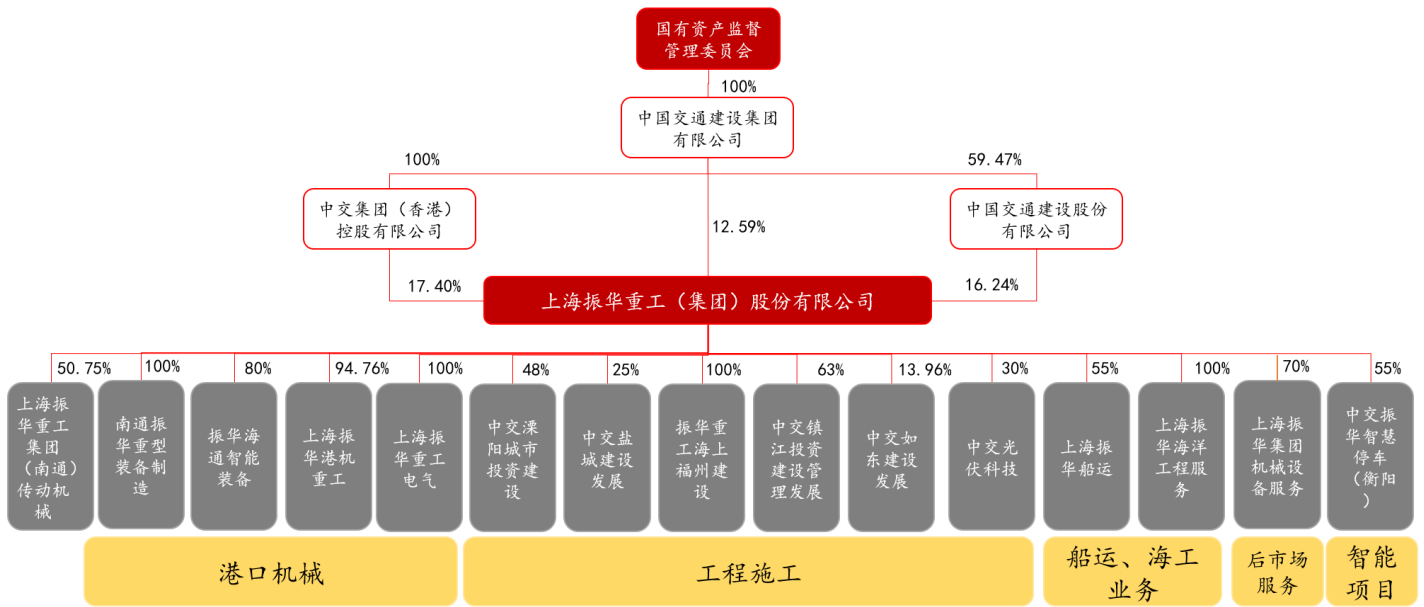 国有资产监督
管理委员会
100%
中国交通建设集团
有限公司
100%
59.47%
中交集团（香港）
控股有限公司
12.59%
中国交通建设股份
有限公司
17.40%
上海振华重工（集团）股份有限公司
16.24%
50.75%
100%
80%
94.76%
100%
48%
25%
100%
63%
13.96%
30%
55%
100%
70%
55%
上海振
华重工
集团
（南通）
传动机
械
南通振
华重型
装备制
造
振华海
通智能
装备
上海振
华港机
重工
上海振
华重工
电气
中交溧
阳城市
投资建
设
中交盐
城建设
发展
振华重
工海上
福州建
设
中交镇
江投资
建设管
理发展
中交如
东建设
发展
中交光
伏科技
上海振
华船运
上海振
华海洋
工程服
务
上海振
华集团
机械设
备服务
中交振
华智慧
停车
（衡阳
）
港口机械
工程施工
船运、海工
业务
后市场
服务
智能
项目